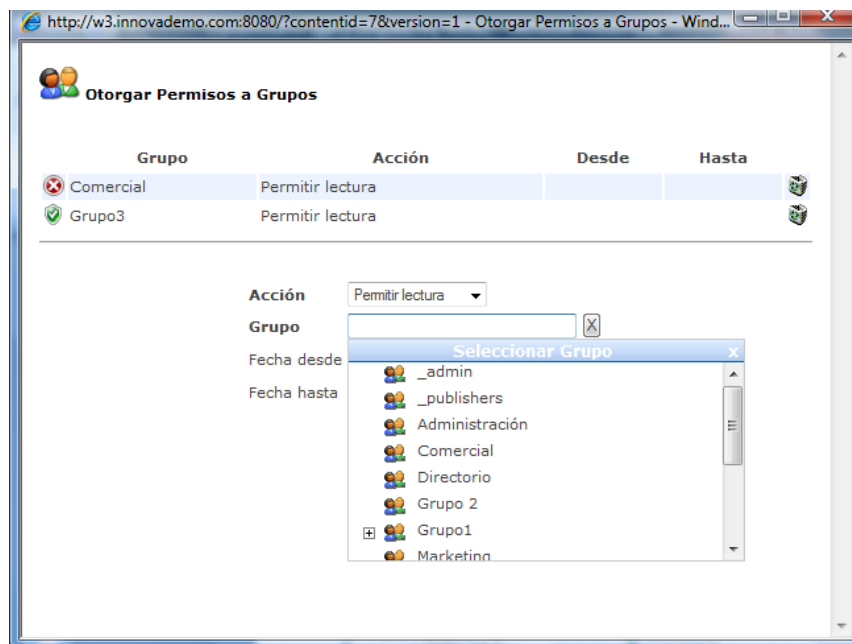 http://w3.innovademo.com:8080/?contentid=7&version=1 - Otorgar Permisos a Grupos - Wind...
Otorgar Permisos a Grupos
Grupo Acción Desde Hasta
Comercial Permitir lectura
Grupo3 Permitir lectura
Acción Permitir lectura
Grupo X
Seleccionar Grupo x
Fecha desde
Fecha hasta
_admin
_publishers
Administración
Comercial
Directorio
Grupo 2
Grupo1
Marketing